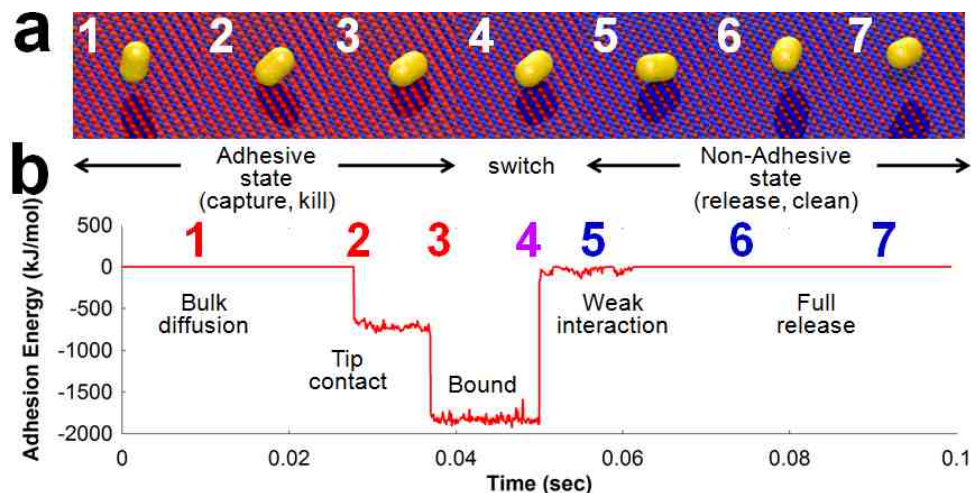 a
1 2 3 4 5 6 7
b
Adhesive
state
(capture, kill)
switch
Non-Adhesive
state
(release, clean)
Adhesion Energy (kJ/mol)
500
0
-500
-1000
-1500
-2000
1 2 3 4 5 6 7
Bulk
diffusion
Tip
contact
Bound
Weak
interaction
Full
release
0 0.02 0.04 0.06 0.08 0.1
Time (sec)